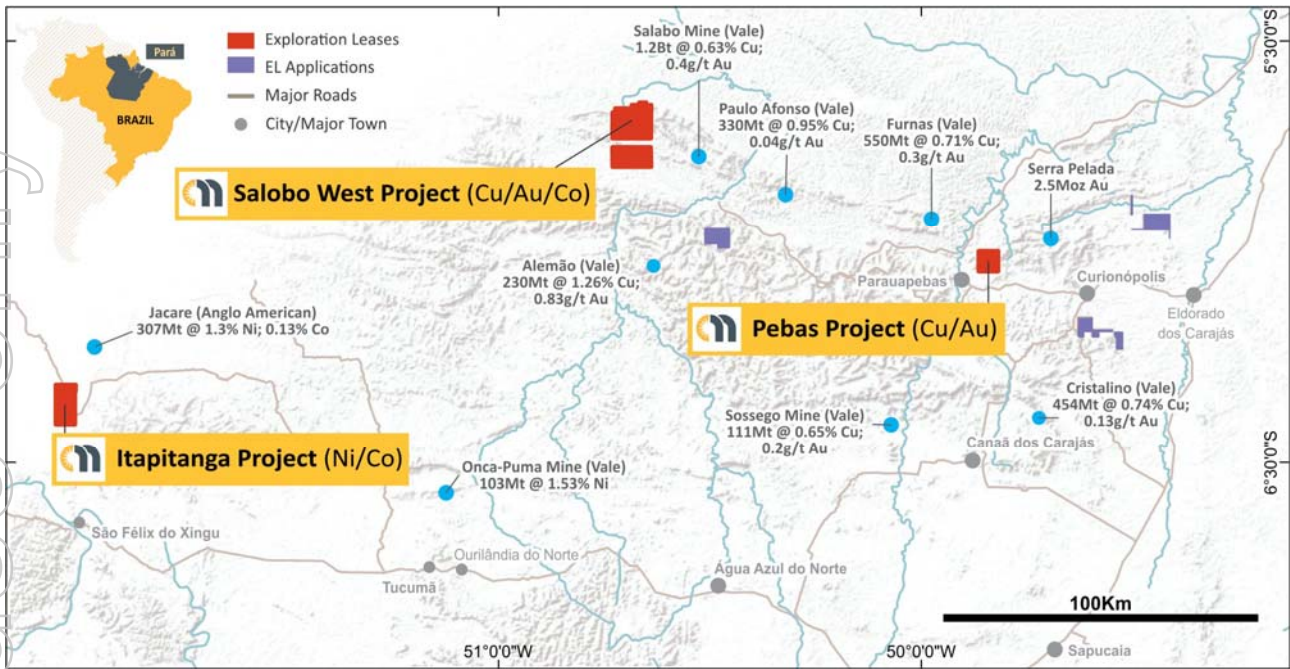 Exploration Leases
EL Applications
Major Roads
City/Major Town
Pará
BRAZIL
Salabo Mine (Vale)
1.2Bt @ 0.63% Cu;
0.4g/t Au
Paulo Afonso (Vale)
330Mt @ 0.95% Cu;
0.04g/t Au
Furnas (Vale)
550Mt @ 0.71% Cu;
0.3g/t Au
Serra Pelada
2.5Moz Au
5°30'0"S
Salobo West Project (Cu/Au/Co)
Alemão (Vale)
230Mt @ 1.26% Cu;
0.83g/t Au
Parauapebas
Curionópolis
Eldorado
dos Carajás
Jacare (Anglo American)
307Mt @ 1.3% Ni; 0.13% Co
Pebas Project (Cu/Au)
Cristalino (Vale)
454Mt @ 0.74% Cu;
0.13g/t Au
Sossego Mine (Vale)
111Mt @ 0.65% Cu;
0.2g/t Au
Canaã dos Carajás
6°30'0"S
Itapitanga Project (Ni/Co)
Onca-Puma Mine (Vale)
103Mt @ 1.53% Ni
São Félix do Xingu
Tucumã
Ourilândia do Norte
Água Azul do Norte
100Km
51°0'0"W
50°0'0"W
Sapucaia